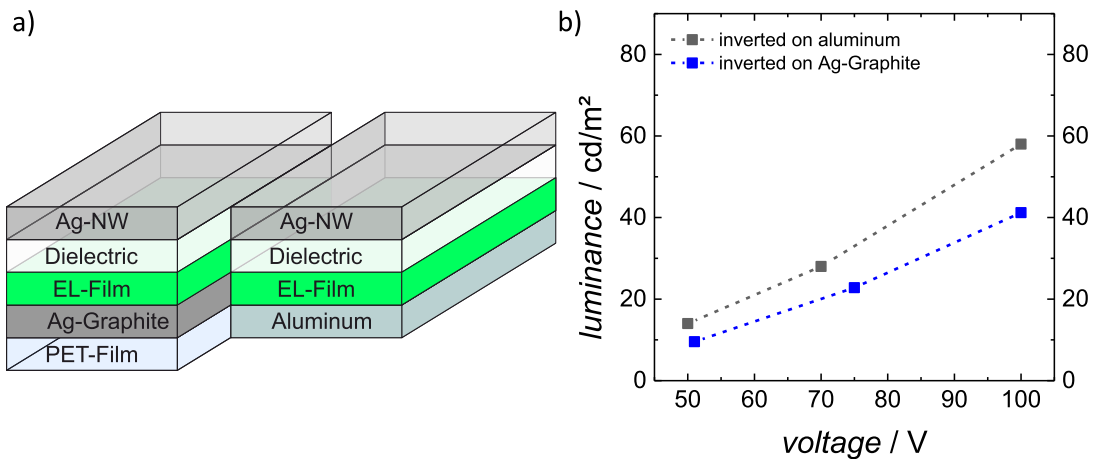 a)
Ag-NW
Dielectric
EL-Film
Ag-Graphite
PET-Film
Ag-NW
Dielectric
EL-Film
Aluminum
b)
inverted on aluminum
inverted on Ag-Graphite
luminance / cd/m²
80
60
40
20
0
80
60
40
20
0
50 60 70 80 90 100
voltage / V